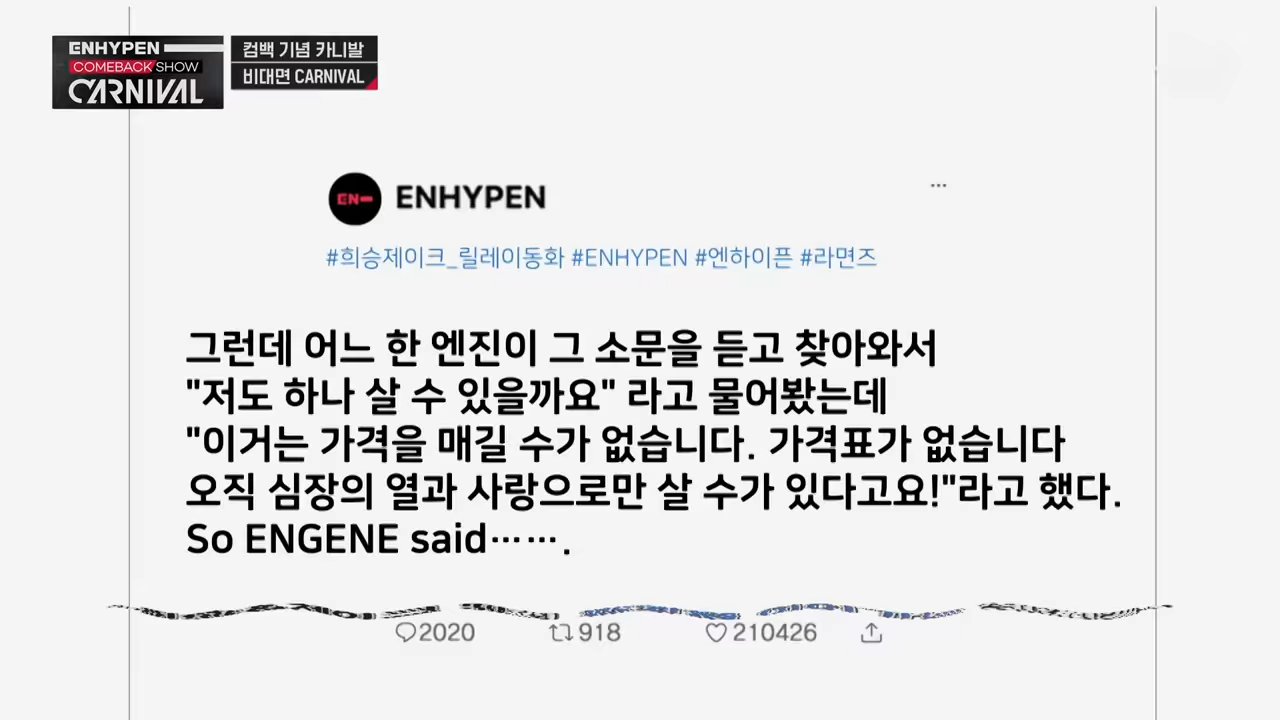 ENHYPEN
COMEBACK SHOW
CARNIVAL
컴백 기념 카니발
비대면 CARNIVAL
EN-
ENHYPEN
...
#희승제이크_릴레이동화 #ENHYPEN #엔하이픈 #라면즈
그런데 어느 한 엔진이 그 소문을 듣고 찾아와서
"저도 하나 살 수 있을까요" 라고 물어봤는데
"이거는 가격을 매길 수가 없습니다. 가격표가 없습니다
오직 심장의 열과 사랑으로만 살 수가 있다고요!"라고 했다.
So ENGENE said…….
2020 918 210426